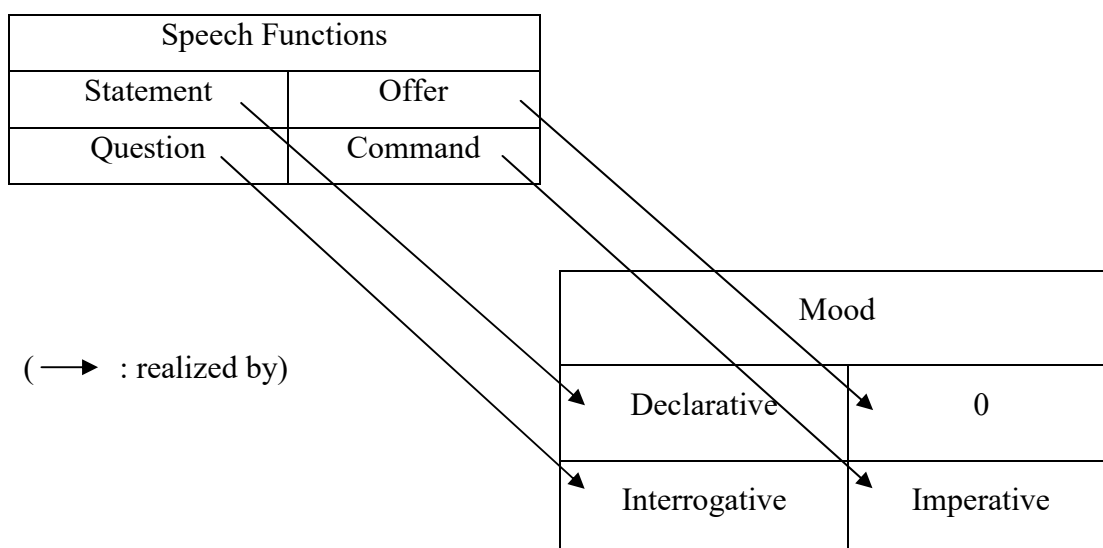 Speech Functions
Statement Offer
Question Command
Mood
( : realized by)
Declarative 0
Interrogative Imperative